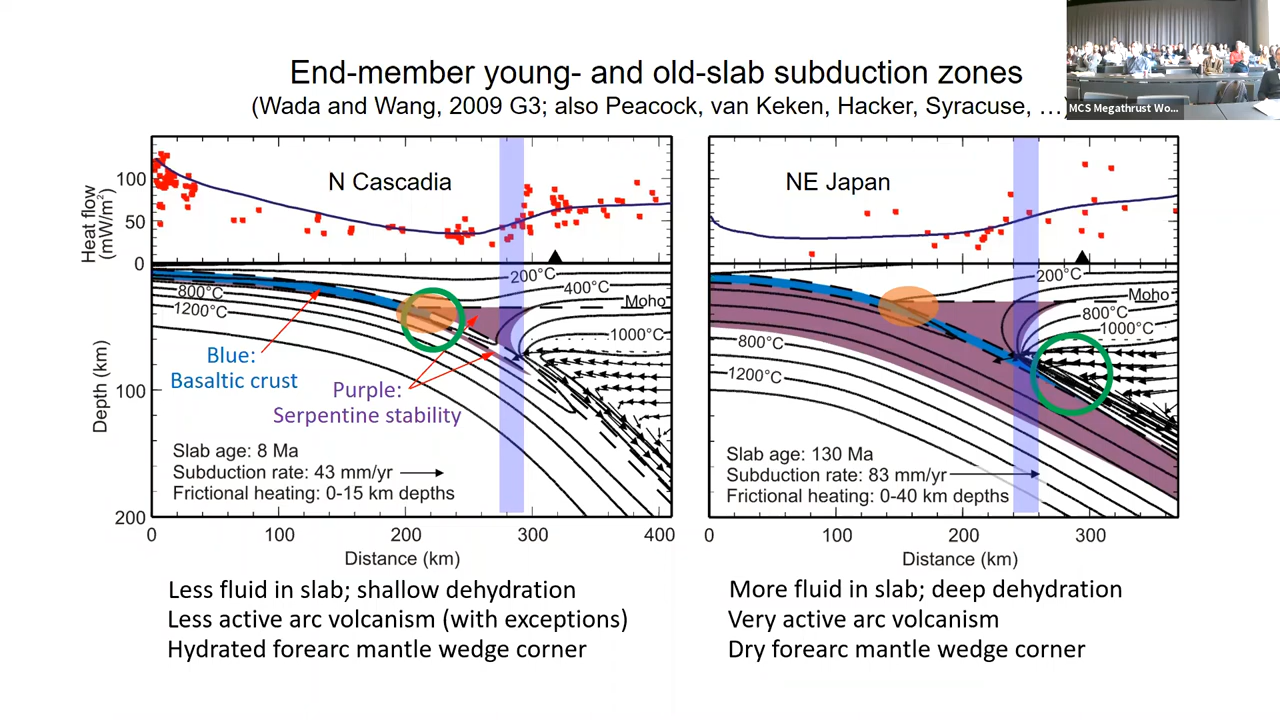 End-member young- and old-slab subduction zones
(Wada and Wang, 2009 G3; also Peacock, van Keken, Hacker, Syracuse, …)
MCS Megathrust Wo...
Heat flow
(mW/m²)
100
50
0
N Cascadia
200°C
400°C
Moho
800°C
1200°C
1000°C
Blue:
Basaltic crust
Purple:
Serpentine stability
Depth (km)
100
200
Slab age: 8 Ma
Subduction rate: 43 mm/yr
Frictional heating: 0-15 km depths
0 100 200 300 400
Distance (km)
NE Japan
200°C
Moho
800°C
1000°C
800°C
1200°C
Slab age: 130 Ma
Subduction rate: 83 mm/yr
Frictional heating: 0-40 km depths
0 100 200 300
Distance (km)
Less fluid in slab; shallow dehydration
Less active arc volcanism (with exceptions)
Hydrated forearc mantle wedge corner
More fluid in slab; deep dehydration
Very active arc volcanism
Dry forearc mantle wedge corner